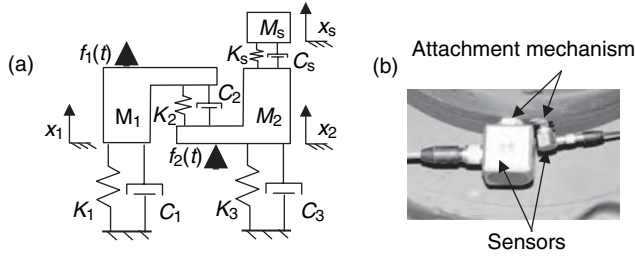 (a)
f1(t)
Ms
xs
Ks
Cs
C2
K2
M1
M2
x1
x2
f2(t)
K1
C1
K3
C3
(b)
Attachment mechanism
Sensors